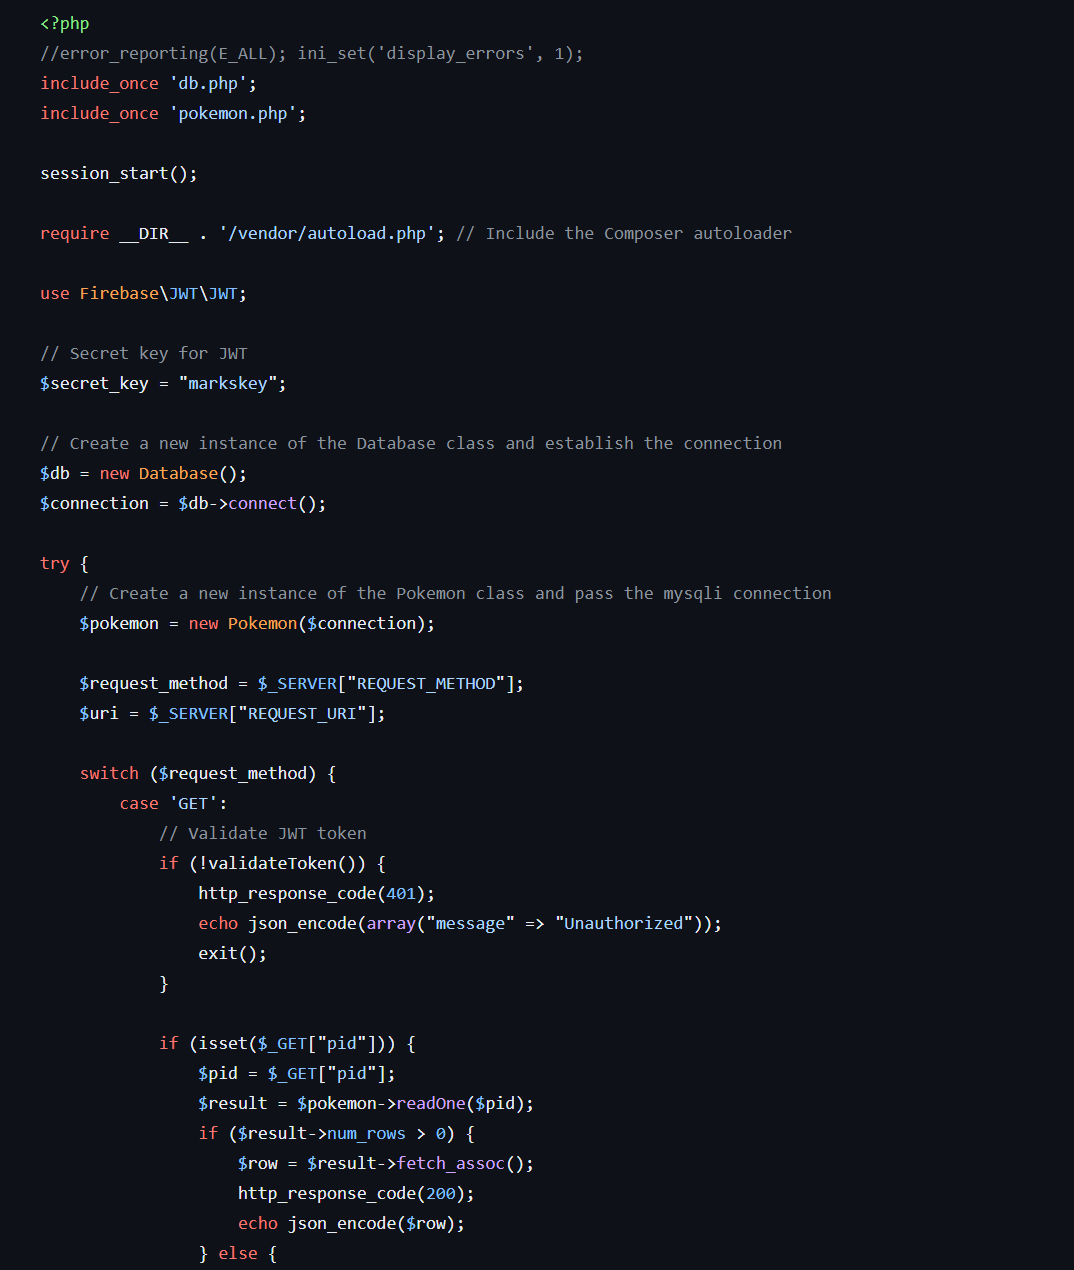 <?php
//error_reporting(E_ALL); ini_set('display_errors', 1);
include_once 'db.php';
include_once 'pokemon.php';

session_start();

require __DIR__ . '/vendor/autoload.php'; // Include the Composer autoloader

use Firebase\JWT\JWT;

// Secret key for JWT
$secret_key = "markskey";

// Create a new instance of the Database class and establish the connection
$db = new Database();
$connection = $db->connect();

try {
    // Create a new instance of the Pokemon class and pass the mysqli connection
    $pokemon = new Pokemon($connection);

    $request_method = $_SERVER["REQUEST_METHOD"];
    $uri = $_SERVER["REQUEST_URI"];

    switch ($request_method) {
        case 'GET':
            // Validate JWT token
            if (!validateToken()) {
                http_response_code(401);
                echo json_encode(array("message" => "Unauthorized"));
                exit();
            }

            if (isset($_GET["pid"])) {
                $pid = $_GET["pid"];
                $result = $pokemon->readOne($pid);
                if ($result->num_rows > 0) {
                    $row = $result->fetch_assoc();
                    http_response_code(200);
                    echo json_encode($row);
                } else {